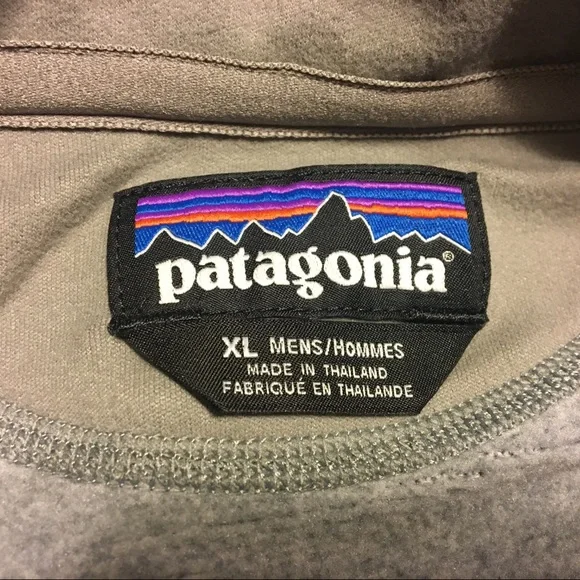 patagonia®
XL MENS/HOMMES
MADE IN THAILAND
FABRIQUÉ EN THAILANDE